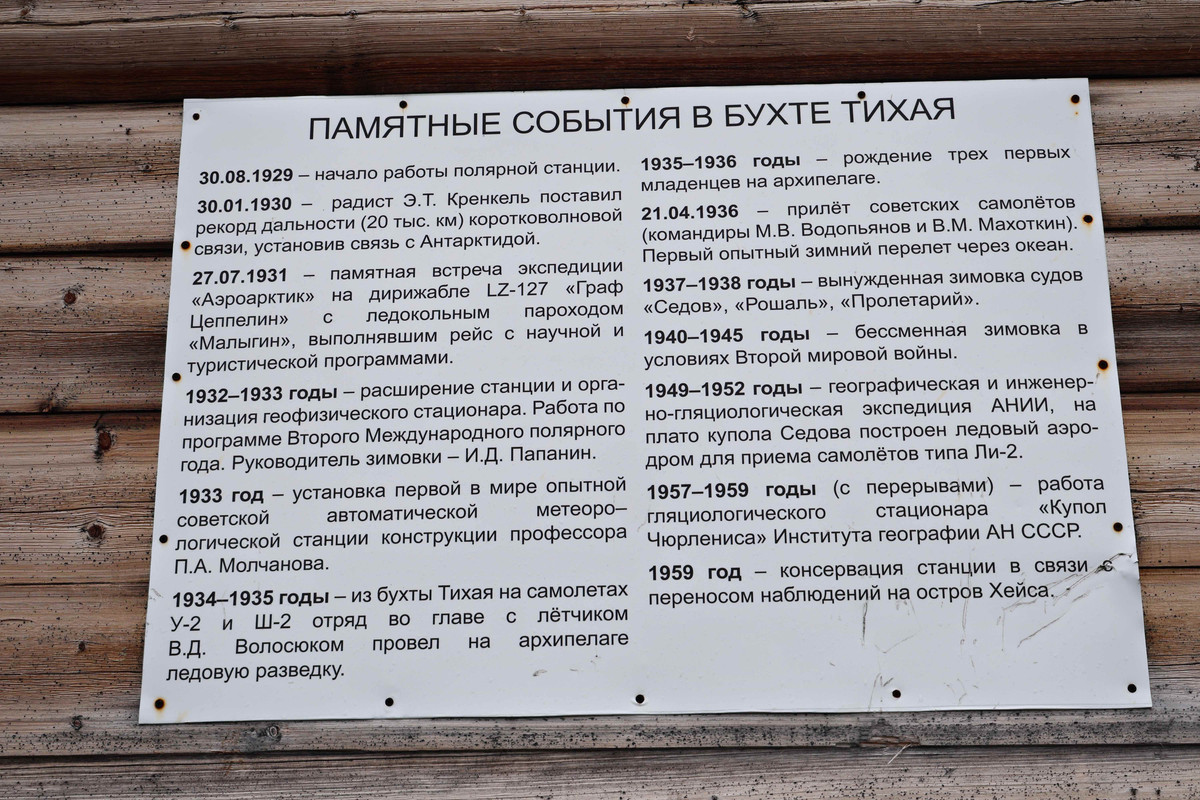 ПАМЯТНЫЕ СОБЫТИЯ В БУХТЕ ТИХАЯ
30.08.1929 – начало работы полярной станции.
30.01.1930 – радист Э.Т. Кренкель поставил
рекорд дальности (20 тыс. км) коротковолновой
связи, установив связь с Антарктидой.
27.07.1931 – памятная встреча экспедиции
«Аэроарктик» на дирижабле LZ-127 «Граф
Цеппелин» с ледокольным пароходом
«Малыгин», выполнявшим рейс с научной и
туристической программами.
1932–1933 годы – расширение станции и орга-
низация геофизического стационара. Работа по
программе Второго Международного полярного
года. Руководитель зимовки – И.Д. Папанин.
1933 год – установка первой в мире опытной
советской автоматической метеоро–
логической станции конструкции профессора
П.А. Молчанова.
1934–1935 годы – из бухты Тихая на самолетах
У-2 и Ш-2 отряд во главе с лётчиком
В.Д. Волосюком провел на архипелаге
ледовую разведку.
1935–1936 годы – рождение трех первых
младенцев на архипелаге.
21.04.1936 – прилёт советских самолётов
(командиры М.В. Водопьянов и В.М. Махоткин).
Первый опытный зимний перелет через океан.
1937–1938 годы – вынужденная зимовка судов
«Седов», «Рошаль», «Пролетарий».
1940–1945 годы – бессменная зимовка в
условиях Второй мировой войны.
1949–1952 годы – географическая и инженер-
но-гляциологическая экспедиция АНИИ, на
плато купола Седова построен ледовый аэро-
дром для приема самолётов типа Ли-2.
1957–1959 годы (с перерывами) – работа
гляциологического стационара «Купол
Чюрлениса» Института географии АН СССР.
1959 год – консервация станции в связи с
переносом наблюдений на остров Хейса.